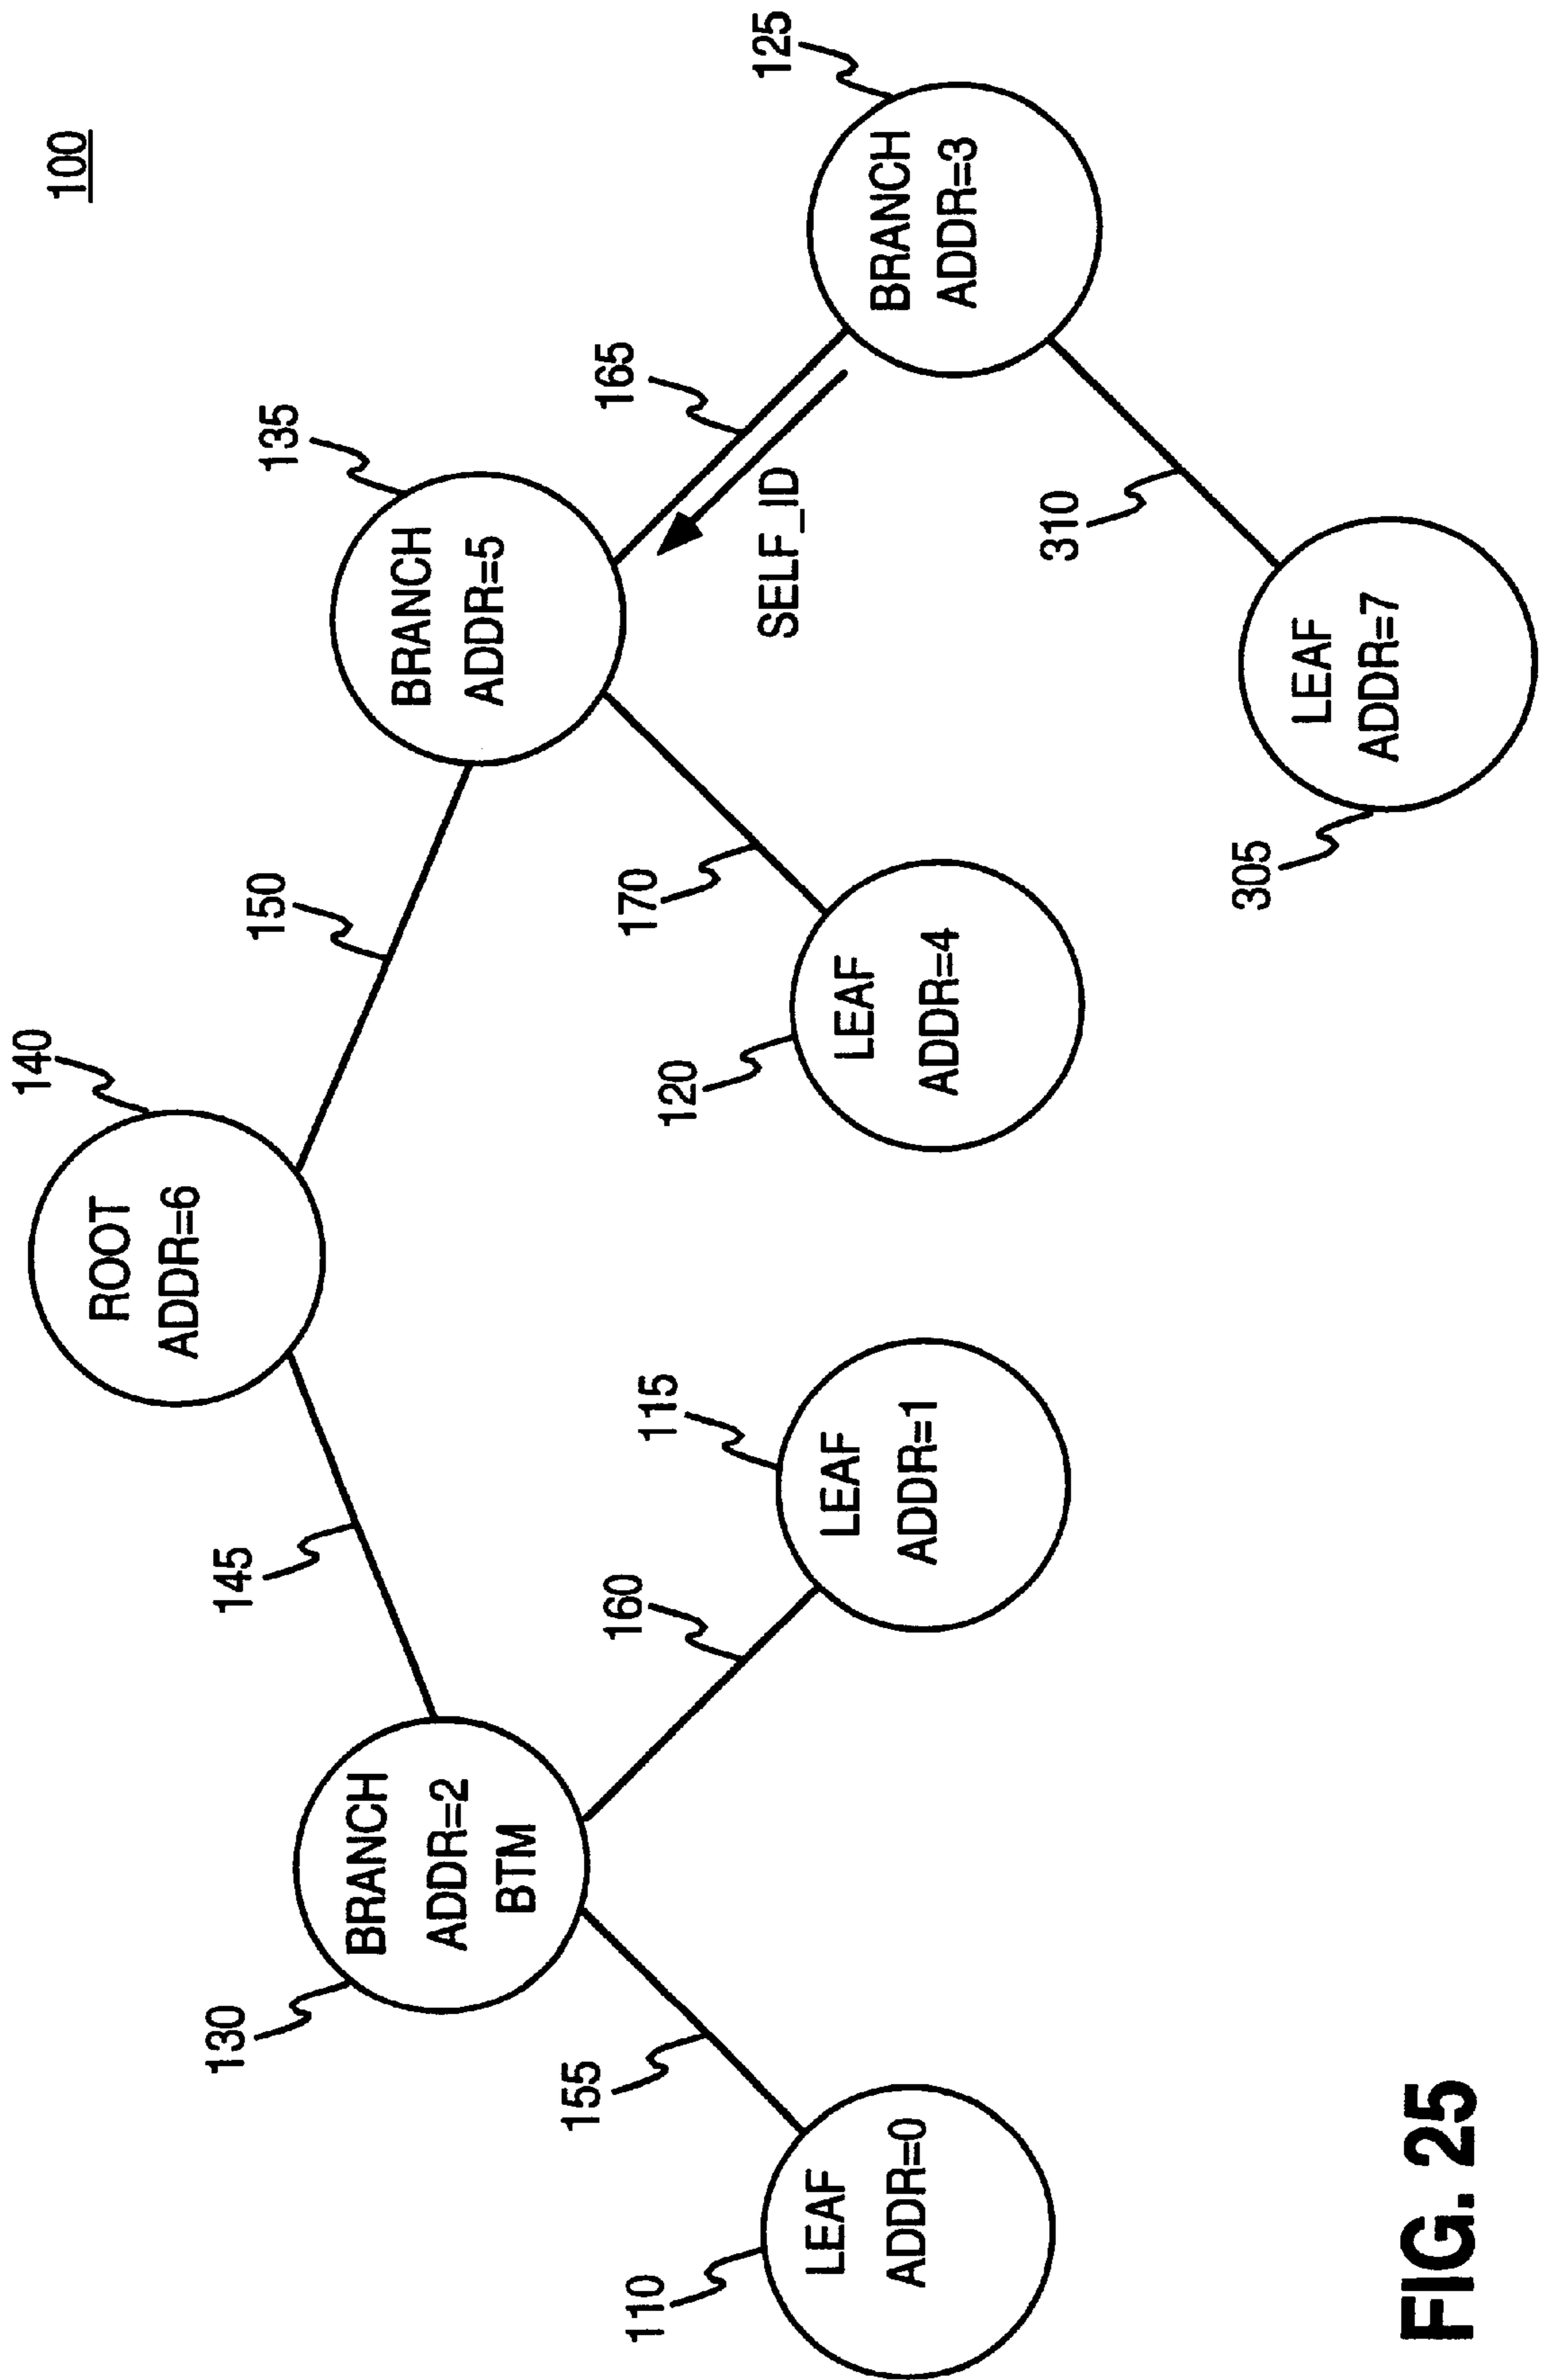 100
140
ROOT
ADDR=6
145
150
130
BRANCH
ADDR=2
BTM
135
BRANCH
ADDR=5
155
160
170
165
SELF_ID
110
LEAF
ADDR=0
115
LEAF
ADDR=1
120
LEAF
ADDR=4
125
BRANCH
ADDR=3
310
305
LEAF
ADDR=7
FIG. 25